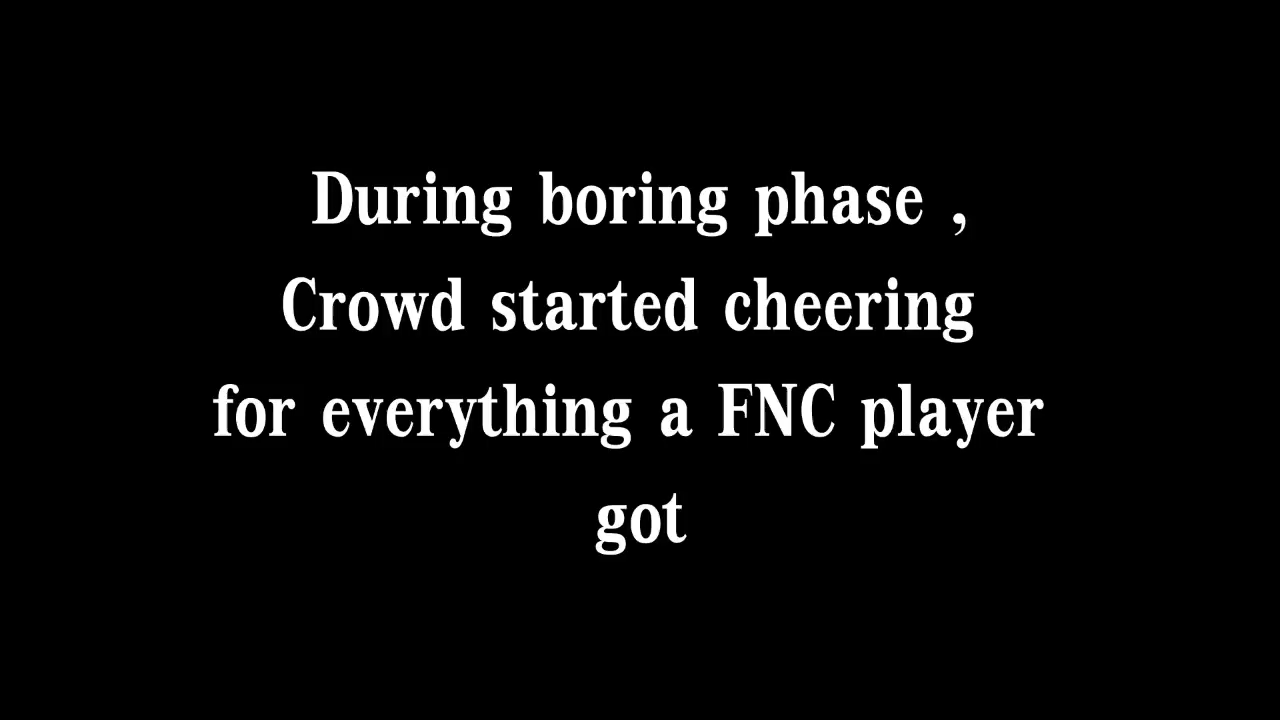 During boring phase ,
Crowd started cheering
for everything a FNC player
got